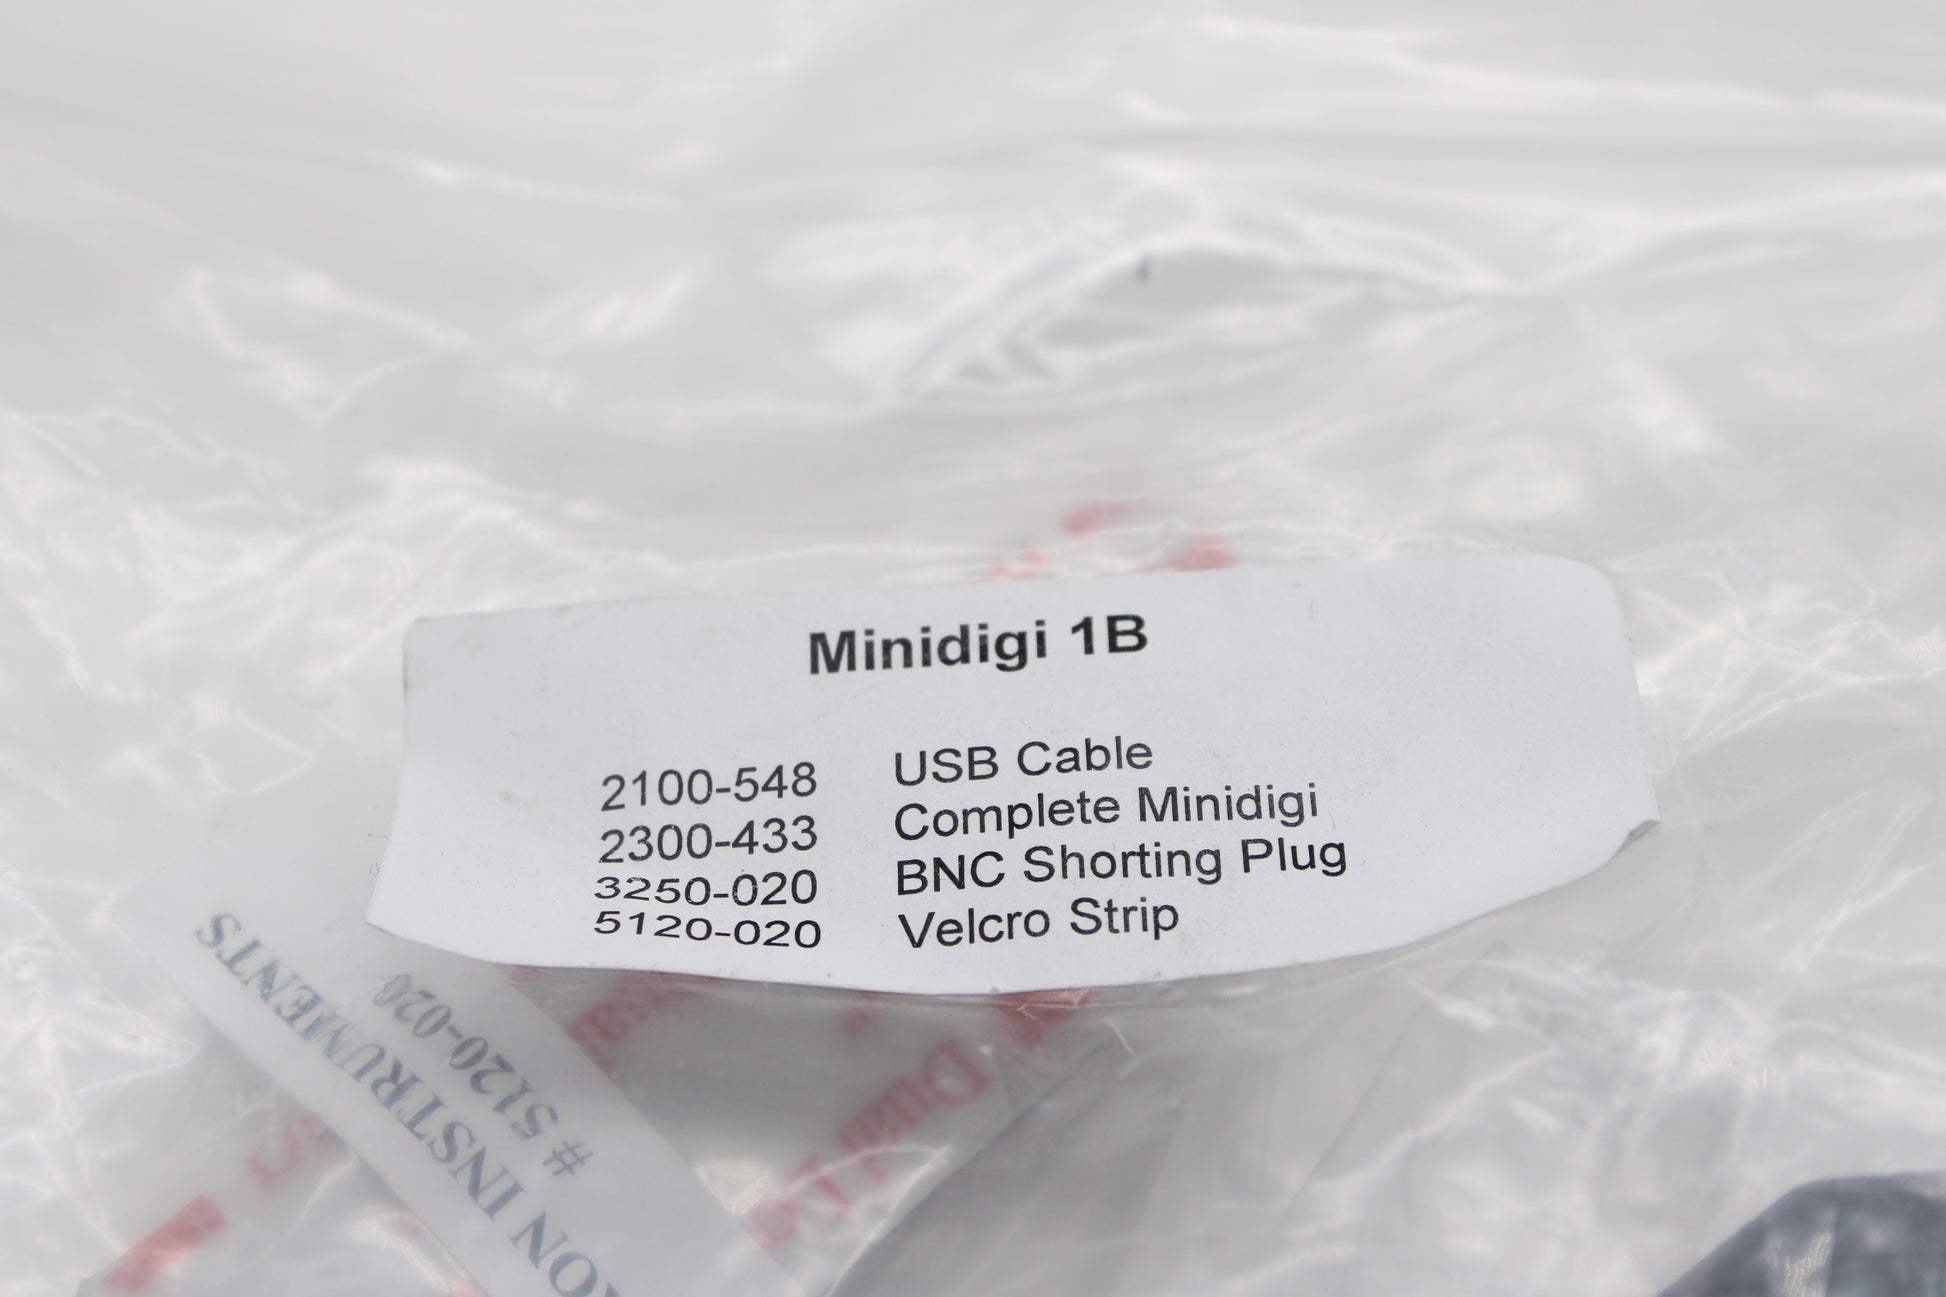 Minidigi 1B
2100-548 USB Cable
2300-433 Complete Minidigi
3250-020 BNC Shorting Plug
5120-020 Velcro Strip
INSTRUMENTS
# 5120-020